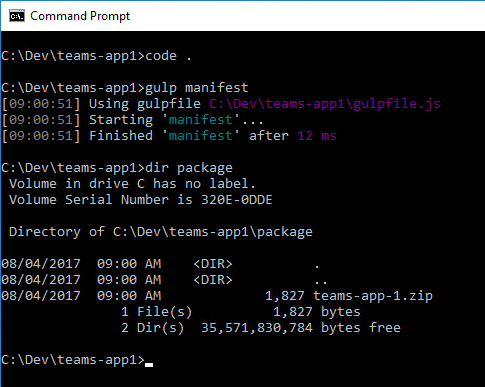 Command Prompt
C:\Dev\teams-app1>code .
C:\Dev\teams-app1>gulp manifest
[09:00:51] Using gulpfile C:\Dev\teams-app1\gulpfile.js
[09:00:51] Starting 'manifest'...
[09:00:51] Finished 'manifest' after 12 ms
C:\Dev\teams-app1>dir package
 Volume in drive C has no label.
 Volume Serial Number is 320E-0DDE
 Directory of C:\Dev\teams-app1\package
08/04/2017  09:00 AM    <DIR>          .
08/04/2017  09:00 AM    <DIR>          ..
08/04/2017  09:00 AM             1,827 teams-app-1.zip
               1 File(s)          1,827 bytes
               2 Dir(s)  35,571,830,784 bytes free
C:\Dev\teams-app1>